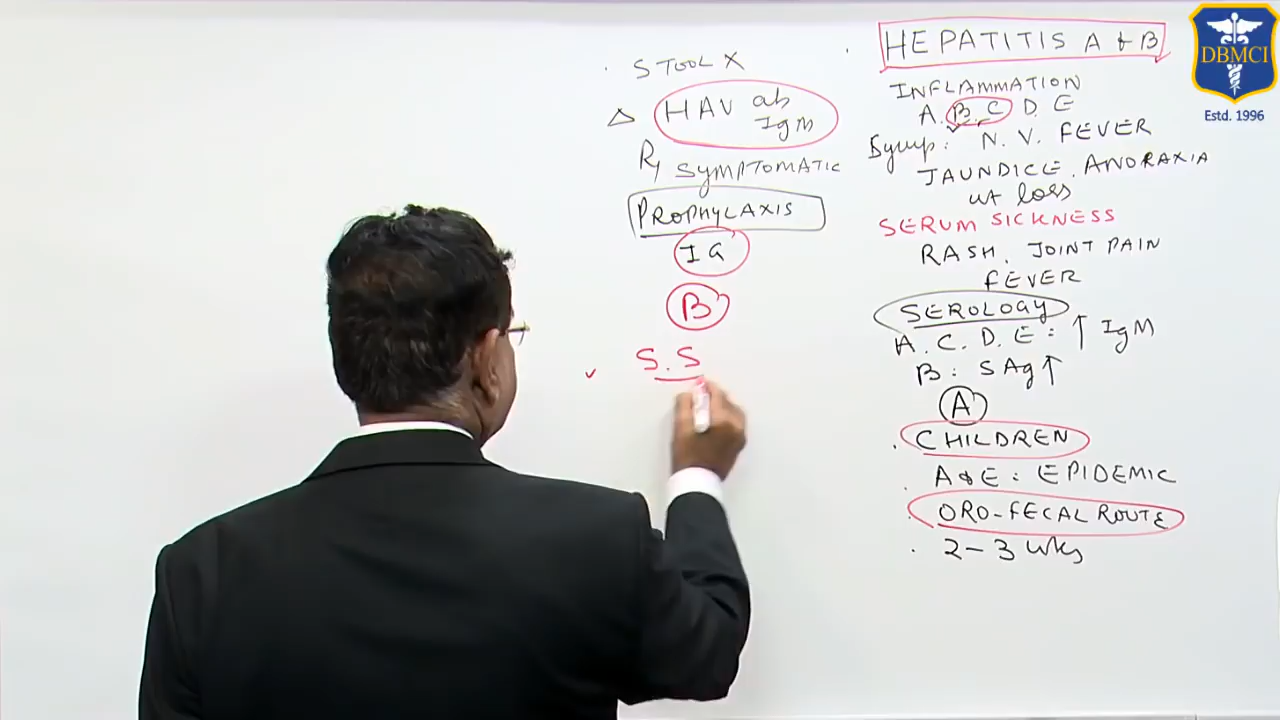 HEPATITIS A & B
INFLAMMATION
A. B. C D. E
Symp: N. V. FEVER
JAUNDICE. ANORAXIA
wt loss
SERUM SICKNESS
RASH. JOINT PAIN
FEVER
SEROLOGY
A. C. D. E : ↑ IgM
B : SAg ↑
A
CHILDREN
A & E : EPIDEMIC
ORO-FECAL ROUTE
2-3 wks
STOOL X
Δ HAV ab
IgM
Rx SYMPTOMATIC
PROPHYLAXIS
IG
B
S.S
DBMCI
Estd. 1996